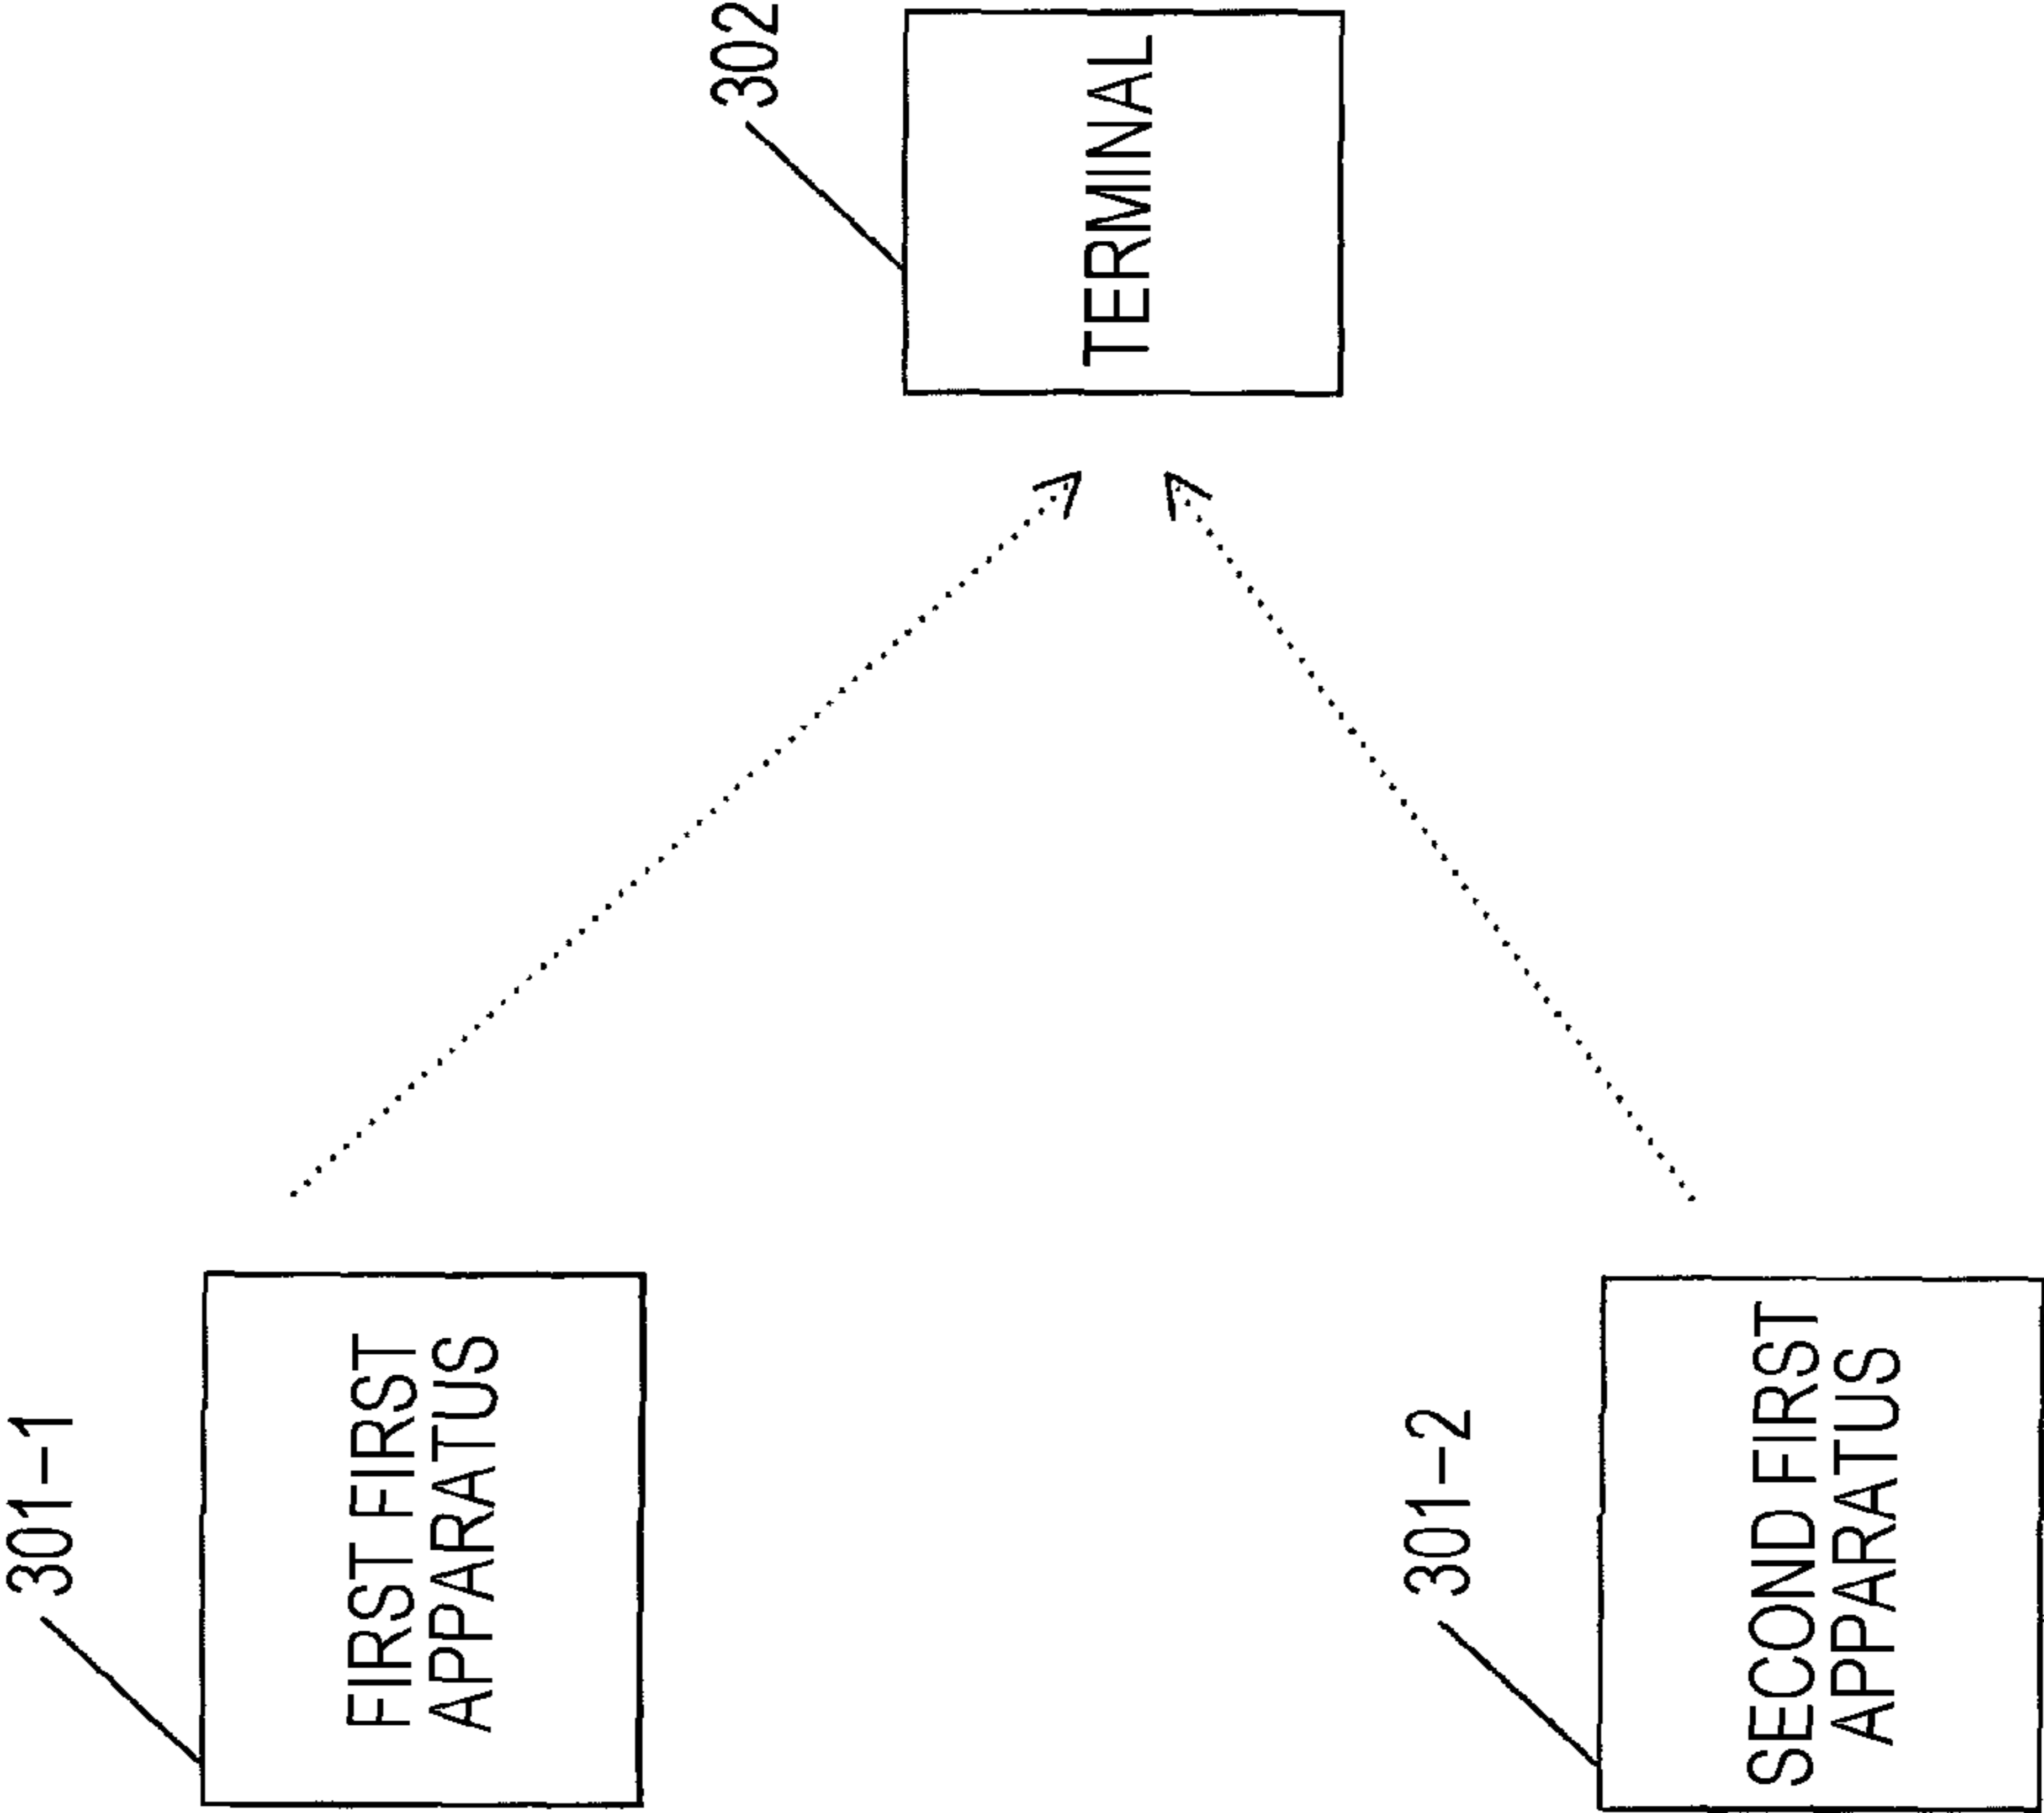 301-1
FIRST FIRST
APPARATUS
302
TERMINAL
301-2
SECOND FIRST
APPARATUS